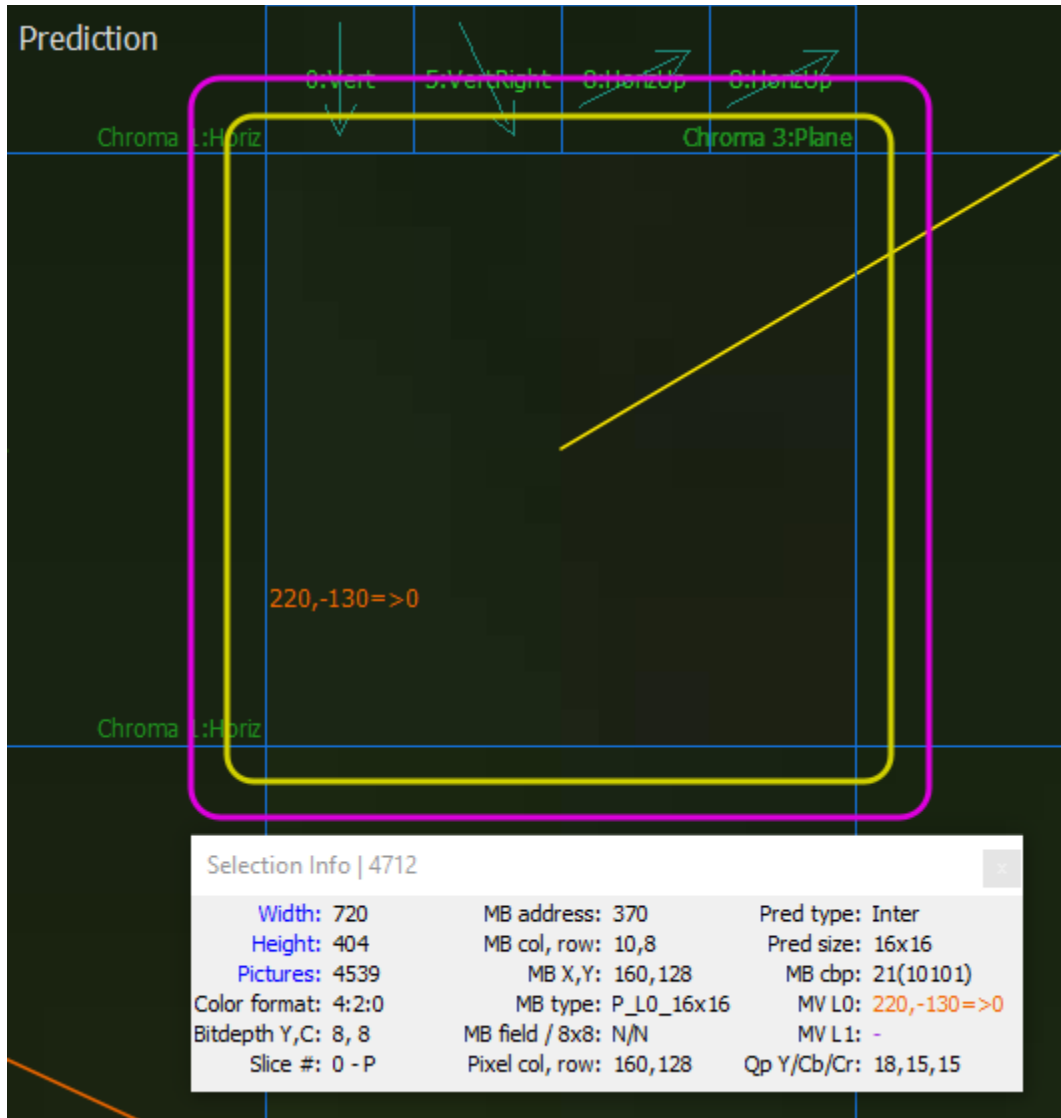 Prediction
0:Vert 5:VertRight 8:HorizUp 8:HorizUp
Chroma 1:Horiz Chroma 3:Plane
220,-130=>0
Chroma 1:Horiz
Selection Info | 4712 x
Width: 720 MB address: 370 Pred type: Inter
Height: 404 MB col, row: 10,8 Pred size: 16x16
Pictures: 4539 MB X,Y: 160,128 MB cbp: 21(10101)
Color format: 4:2:0 MB type: P_L0_16x16 MV L0: 220,-130=>0
Bitdepth Y,C: 8, 8 MB field / 8x8: N/N MV L1: -
Slice #: 0 - P Pixel col, row: 160,128 Qp Y/Cb/Cr: 18,15,15